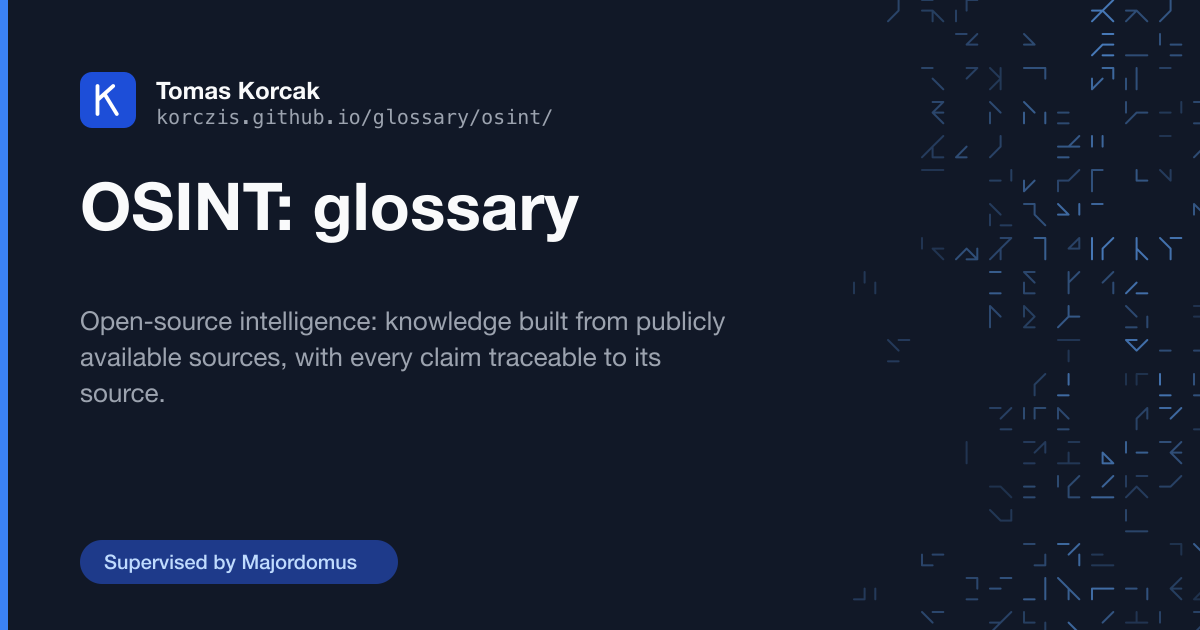 K
Tomas Korcak
korczis.github.io/glossary/osint/
OSINT: glossary
Open-source intelligence: knowledge built from publicly
available sources, with every claim traceable to its
source.
Supervised by Majordomus